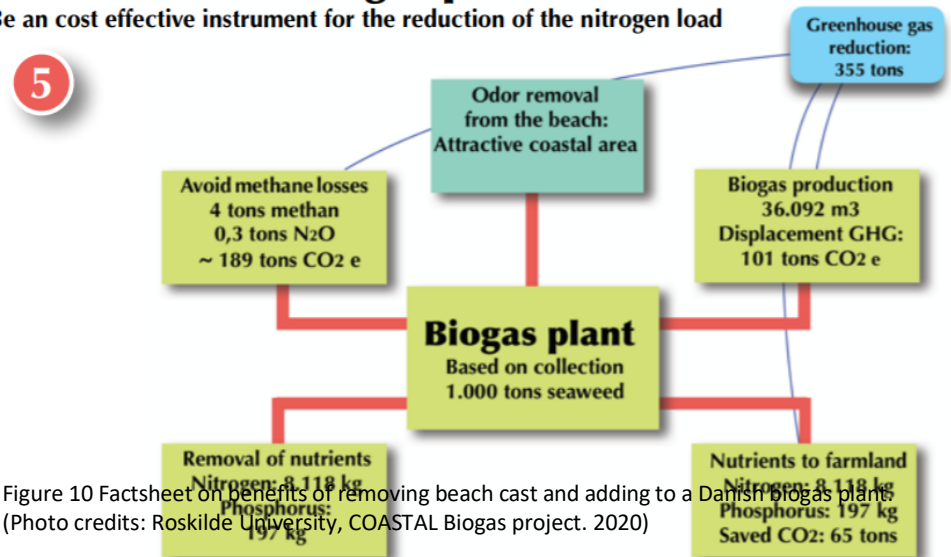 Be an cost effective instrument for the reduction of the nitrogen load
5
Greenhouse gas
reduction:
355 tons
Odor removal
from the beach:
Attractive coastal area
Avoid methane losses
4 tons methan
0,3 tons N2O
~ 189 tons CO2 e
Biogas production
36.092 m3
Displacement GHG:
101 tons CO2 e
Biogas plant
Based on collection
1.000 tons seaweed
Removal of nutrients
Nitrogen: 8.118 kg
Phosphorus:
197 kg
Nutrients to farmland
Nitrogen: 8.118 kg
Phosphorus: 197 kg
Saved CO2: 65 tons
Figure 10 Factsheet on benefits of removing beach cast and adding to a Danish biogas plant.
(Photo credits: Roskilde University, COASTAL Biogas project. 2020)